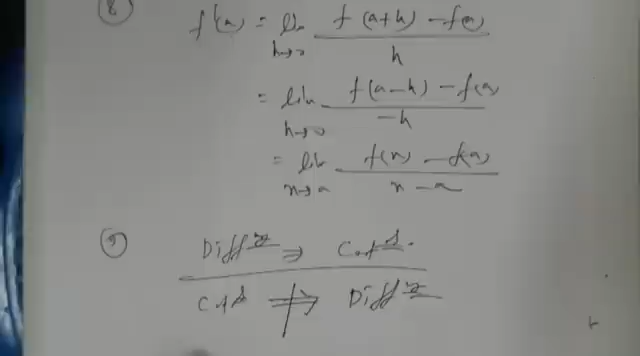 8
f'(a) = lim h→0 f(a+h) - f(a) / h
= lim h→0 f(a-h) - f(a) / -h
= lim x→a f(x) - f(a) / x - a
9
Diff ⇒ Cont
Cont ⇏ Diff